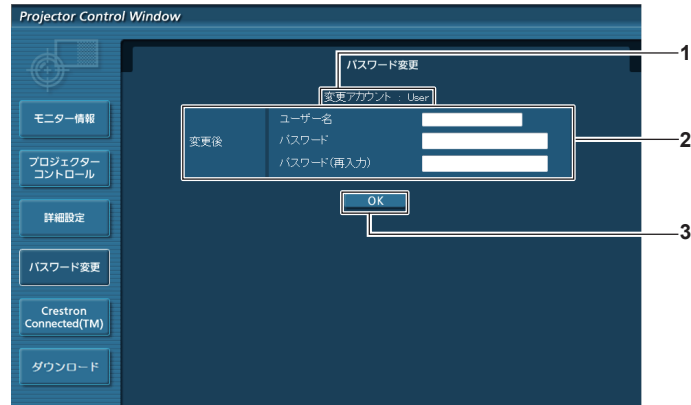 Projector Control Window
パスワード変更
1
変更アカウント : User
変更後
ユーザー名
パスワード
パスワード(再入力)
2
OK
3
モニター情報
プロジェクター
コントロール
詳細設定
パスワード変更
Crestron
Connected(TM)
ダウンロード